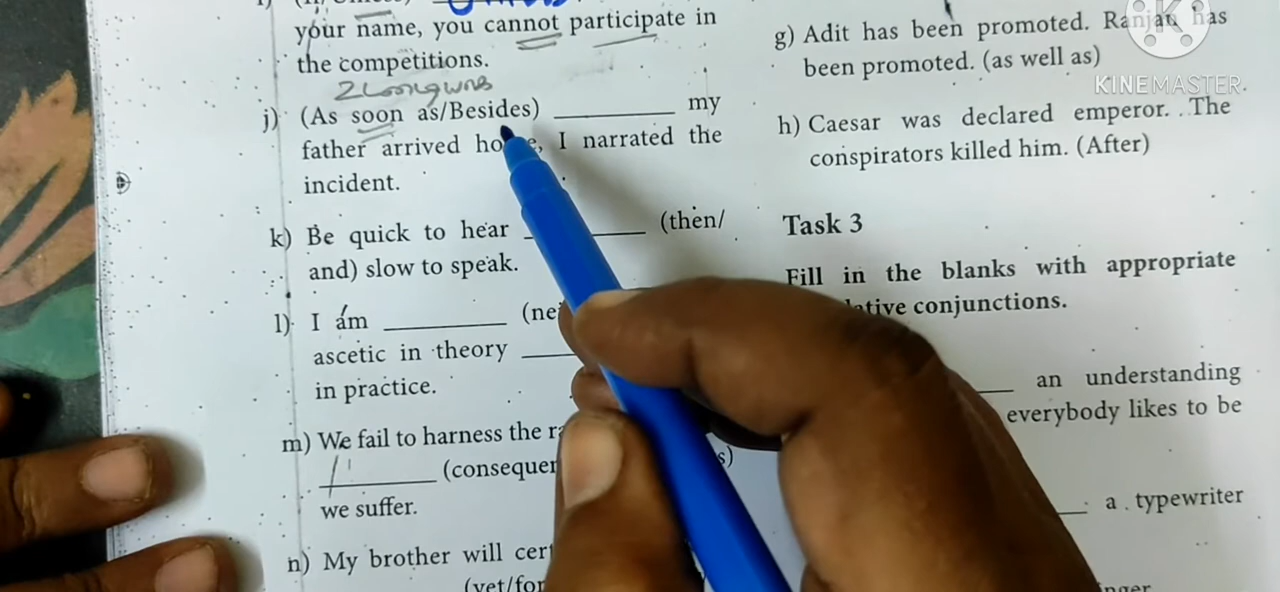 your name, you cannot participate in
the competitions.
j) (As soon as/Besides) ________ my
father arrived , I narrated the
incident.
k) Be quick to hear ________ (then/
and) slow to speak.
l) I am ________
ascetic in theory ____
in practice.
m) We fail to harness the
________
we suffer.
n) My brother will
g) Adit has been promoted. Ranjan has
been promoted. (as well as)
h) Caesar was declared emperor. The
conspirators killed him. (After)
Task 3
Fill in the blanks with appropriate
conjunctions.
____ an understanding
everybody likes to be
____ a typewriter
K
KINEMASTER